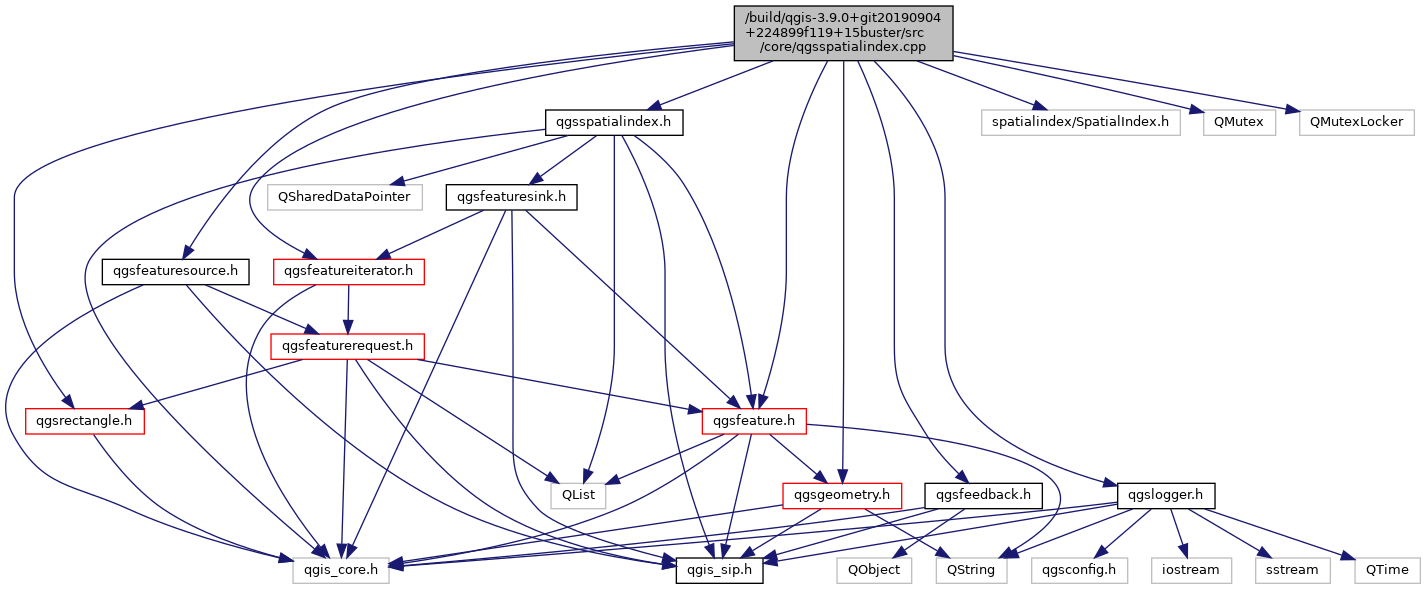 /build/qgis-3.9.0+git20190904
+224899f119+15buster/src
/core/qgsspatialindex.cpp
qgsspatialindex.h
spatialindex/SpatialIndex.h
QMutex
QMutexLocker
QSharedDataPointer
qgsfeaturesink.h
qgsfeaturesource.h
qgsfeatureiterator.h
qgsfeaturerequest.h
qgsrectangle.h
qgsfeature.h
QList
qgsgeometry.h
qgsfeedback.h
qgslogger.h
qgis_core.h
qgis_sip.h
QObject
QString
qgsconfig.h
iostream
sstream
QTime